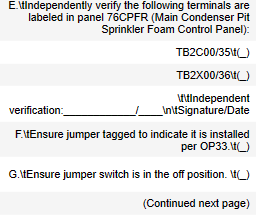 E.\tIndependently verify the following terminals are
labeled in panel 76CPFR (Main Condenser Pit
Sprinkler Foam Control Panel):
TB2C00/35\t(_)
TB2X00/36\t(_)
\t\tIndependent
verification:____________/____\n\tSignature/Date
F.\tEnsure jumper tagged to indicate it is installed
per OP33.\t(_)
G.\tEnsure jumper switch is in the off position. \t(_)
(Continued next page)